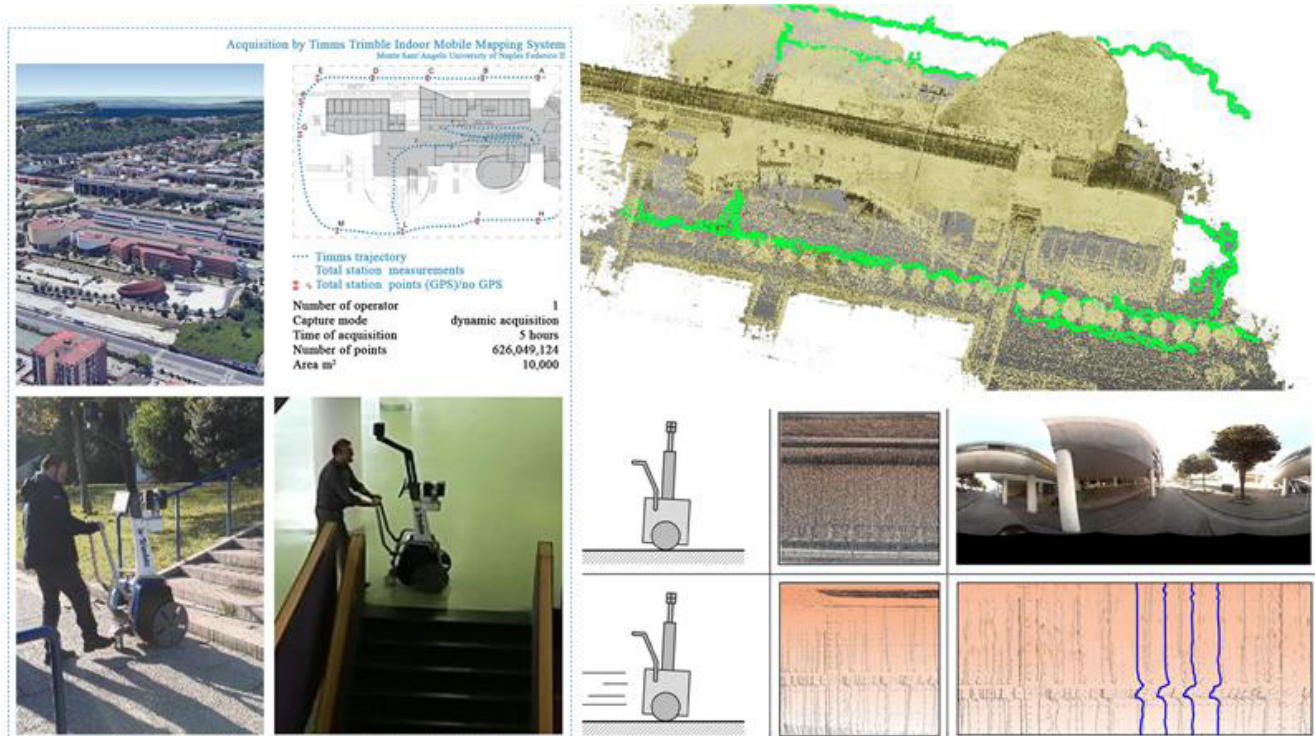 Acquisition by Timms Trimble Indoor Mobile Mapping System
Monte Sant'Angelo University of Naples Federico II
E D C B A
F
G
M L I H
Timms trajectory
Total station measurements
Total station points (GPS)/no GPS
Number of operator 1
Capture mode dynamic acquisition
Time of acquisition 5 hours
Number of points 626,049,124
Area m² 10,000
Trimble